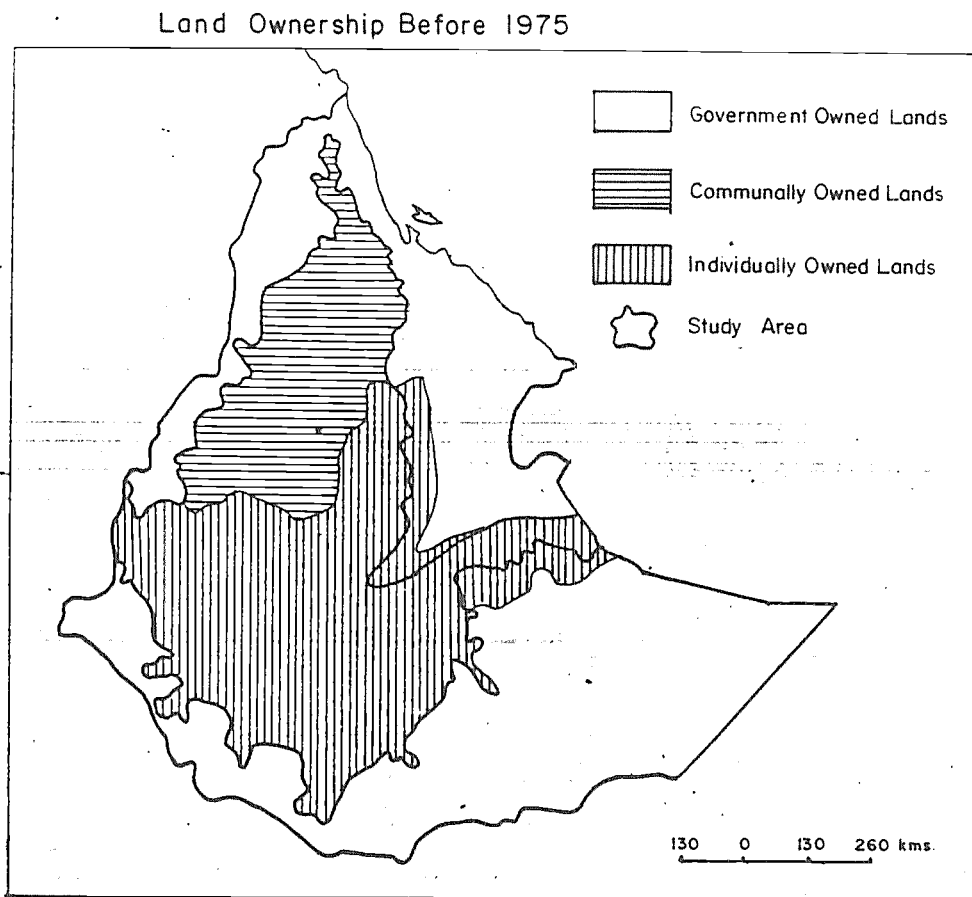 Land Ownership Before 1975
Government Owned Lands
Communally Owned Lands
Individually Owned Lands
Study Area
130 0 130 260 kms.